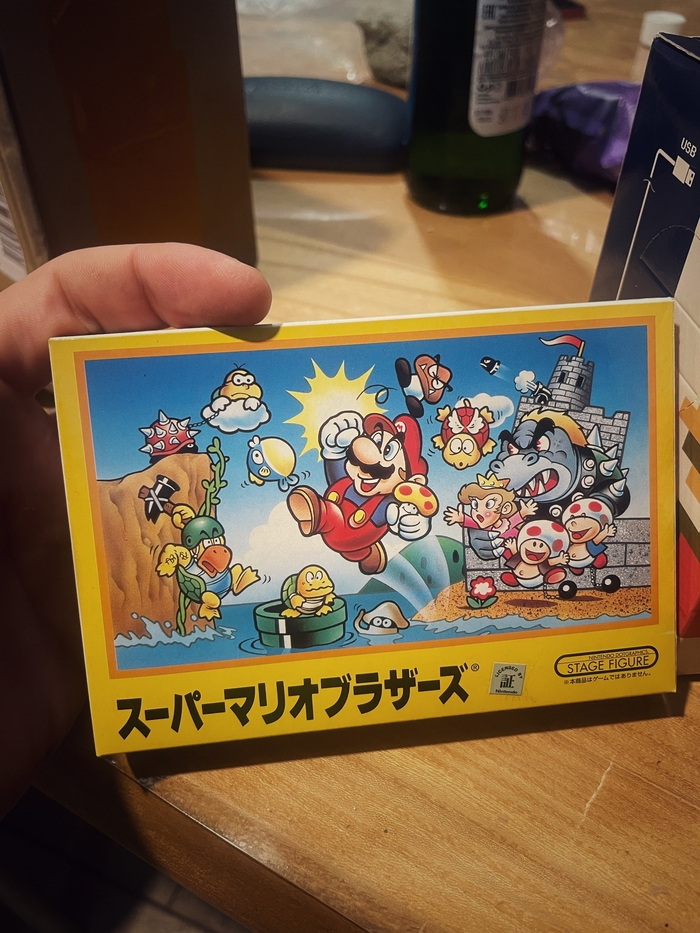 USB
スーパーマリオブラザーズ®
LICENSED BY
証
Nintendo
NINTENDO DOTGRAPHICS
STAGE FIGURE
※本商品はゲームではありません。